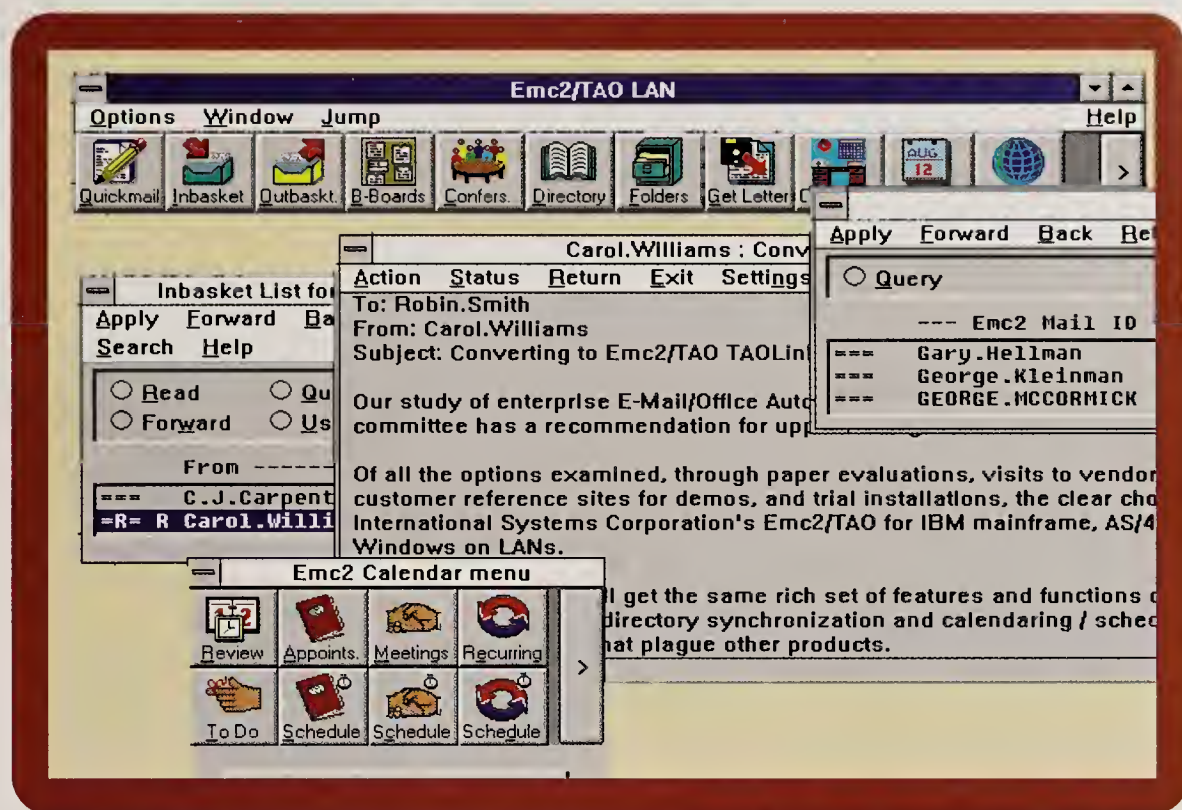 Emc2/TAO LAN
Options Window Jump Help
Quickmail Inbasket Outbaskt. B-Boards Confers. Directory Folders Get Letter
AUG
12
>
Apply Forward Back
Query
--- Emc2 Mail ID
=== Gary.Hellman
=== George.Kleinman
=== GEORGE.MCCORMICK
Inbasket List for
Apply Forward
Search Help
Read
Forward
From ------
=== C.J.Carpent
=R= R Carol.Willi
Carol.Williams : Conv
Action Status Return Exit Settings
To: Robin.Smith
From: Carol.Williams
Subject: Converting to Emc2/TAO
Our study of enterprise E-Mail/Office Auto
committee has a recommendation for
Of all the options examined, through paper evaluations, visits to vendor
customer reference sites for demos, and trial installations, the clear
International Systems Corporation's Emc2/TAO for IBM mainframe, AS/4
Windows on LANs.
get the same rich set of features and functions
directory synchronization and calendaring / sched
hat plague other products.
Emc2 Calendar menu
Review Appoints. Meetings Recurring
>
To Do Schedule Schedule Schedule